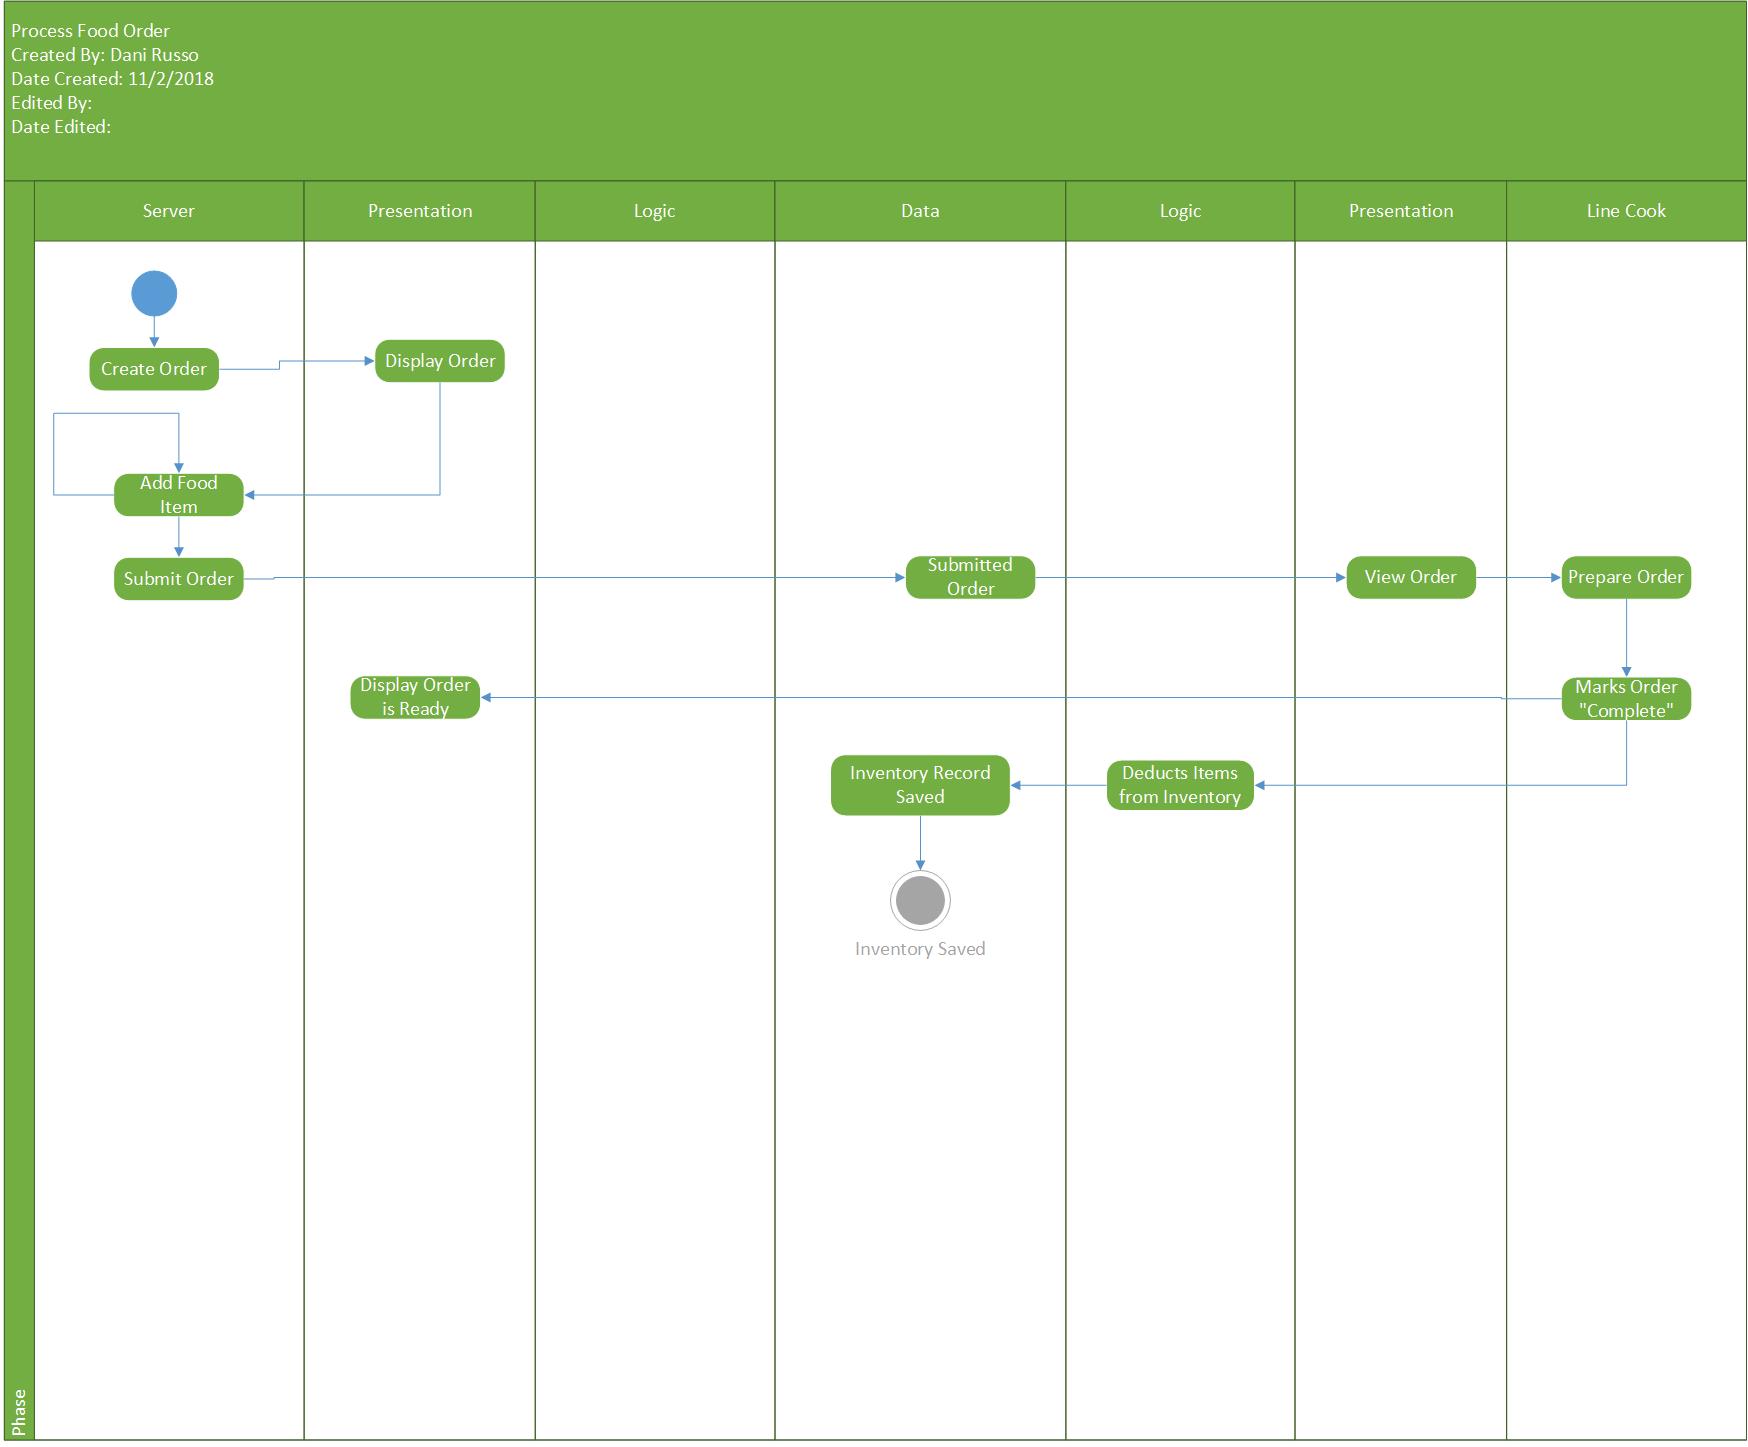 Process Food Order
Created By: Dani Russo
Date Created: 11/2/2018
Edited By:
Date Edited:
Server
Presentation
Logic
Data
Logic
Presentation
Line Cook
Create Order
Display Order
Add Food
Item
Submit Order
Submitted
Order
View Order
Prepare Order
Display Order
is Ready
Marks Order
"Complete"
Inventory Record
Saved
Deducts Items
from Inventory
Inventory Saved
Phase